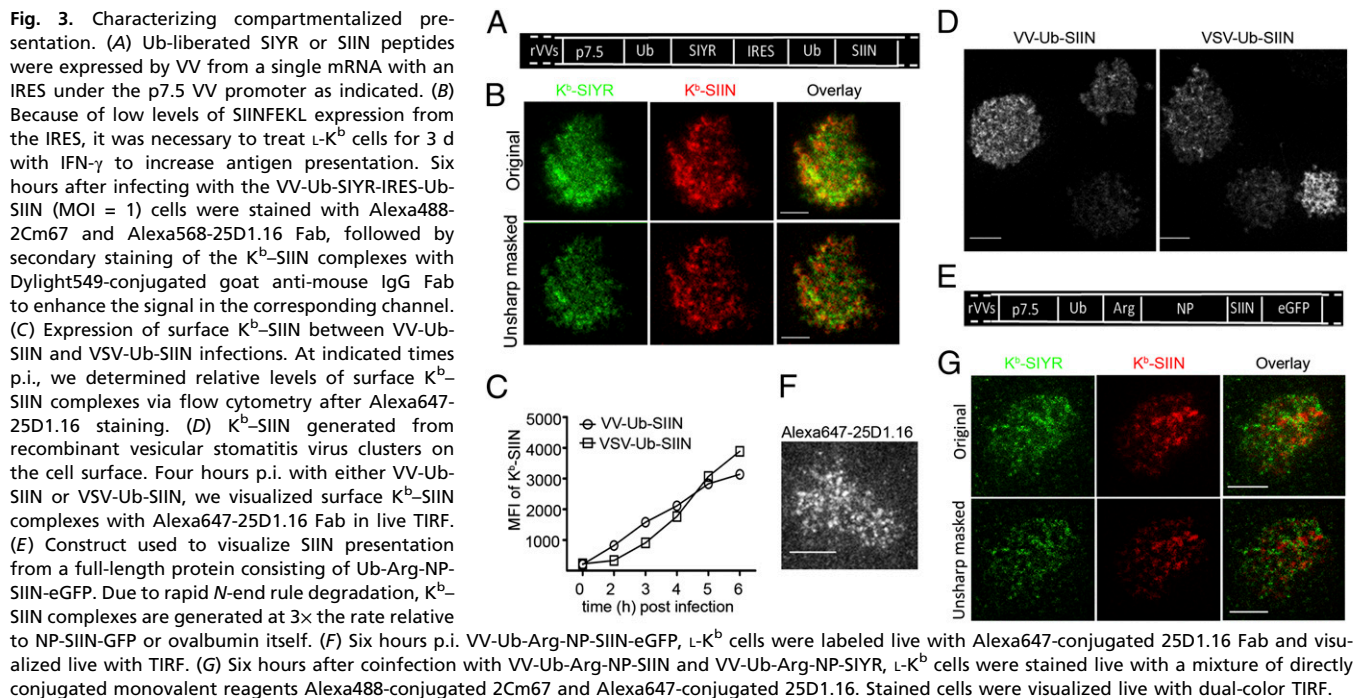 Fig. 3. Characterizing compartmentalized pre-
sentation. (A) Ub-liberated SIYR or SIIN peptides
were expressed by VV from a single mRNA with an
IRES under the p7.5 VV promoter as indicated. (B)
Because of low levels of SIINFEKL expression from
the IRES, it was necessary to treat L-Kb cells for 3 d
with IFN-γ to increase antigen presentation. Six
hours after infecting with the VV-Ub-SIYR-IRES-Ub-
SIIN (MOI = 1) cells were stained with Alexa488-
2Cm67 and Alexa568-25D1.16 Fab, followed by
secondary staining of the Kb–SIIN complexes with
Dylight549-conjugated goat anti-mouse IgG Fab
to enhance the signal in the corresponding channel.
(C) Expression of surface Kb–SIIN between VV-Ub-
SIIN and VSV-Ub-SIIN infections. At indicated times
p.i., we determined relative levels of surface Kb–
SIIN complexes via flow cytometry after Alexa647-
25D1.16 staining. (D) Kb–SIIN generated from
recombinant vesicular stomatitis virus clusters on
the cell surface. Four hours p.i. with either VV-Ub-
SIIN or VSV-Ub-SIIN, we visualized surface Kb–SIIN
complexes with Alexa647-25D1.16 Fab in live TIRF.
(E) Construct used to visualize SIIN presentation
from a full-length protein consisting of Ub-Arg-NP-
SIIN-eGFP. Due to rapid N-end rule degradation, Kb–
SIIN complexes are generated at 3× the rate relative
to NP-SIIN-GFP or ovalbumin itself. (F) Six hours p.i. VV-Ub-Arg-NP-SIIN-eGFP, L-Kb cells were labeled live with Alexa647-conjugated 25D1.16 Fab and visu-
alized live with TIRF. (G) Six hours after coinfection with VV-Ub-Arg-NP-SIIN and VV-Ub-Arg-NP-SIYR, L-Kb cells were stained live with a mixture of directly
conjugated monovalent reagents Alexa488-conjugated 2Cm67 and Alexa647-conjugated 25D1.16. Stained cells were visualized live with dual-color TIRF.
A
rVVs p7.5 Ub SIYR IRES Ub SIIN
B
Kb-SIYR Kb-SIIN Overlay
Original
Unsharp masked
C
MFI of Kb-SIIN
5000
4000
3000
2000
1000
VV-Ub-SIIN
VSV-Ub-SIIN
0 2 3 4 5 6
time (h) post infection
D
VV-Ub-SIIN VSV-Ub-SIIN
E
rVVs p7.5 Ub Arg NP SIIN eGFP
F
Alexa647-25D1.16
G
Kb-SIYR Kb-SIIN Overlay
Original
Unsharp masked